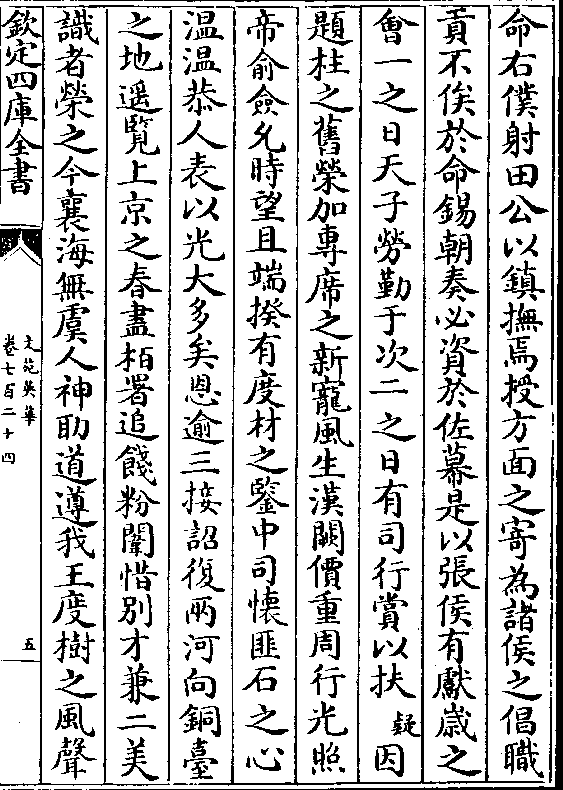 命右僕射田公以鎮撫焉授方面之寄為諸侯之倡職
貢不俟於命錫朝奏必資於佐幕是以張侯有獻歳之
㑹一之日天子勞勤于次二之日有司行賞以扶疑因
題柱之舊榮加專席之新寵風生漢闕價重周行光照
帝俞僉允時望且端揆有度材之鑒中司懷匪石之心
温温恭人表以光大多矣恩逾三接詔復兩河向銅臺
之地遥覽上京之春盡栢署追餞粉闈惜別才兼二美
識者榮之今襄海無虞人神助道遵我王度樹之風聲
欽定四庫全書
文苑英華
卷七百二十四
五